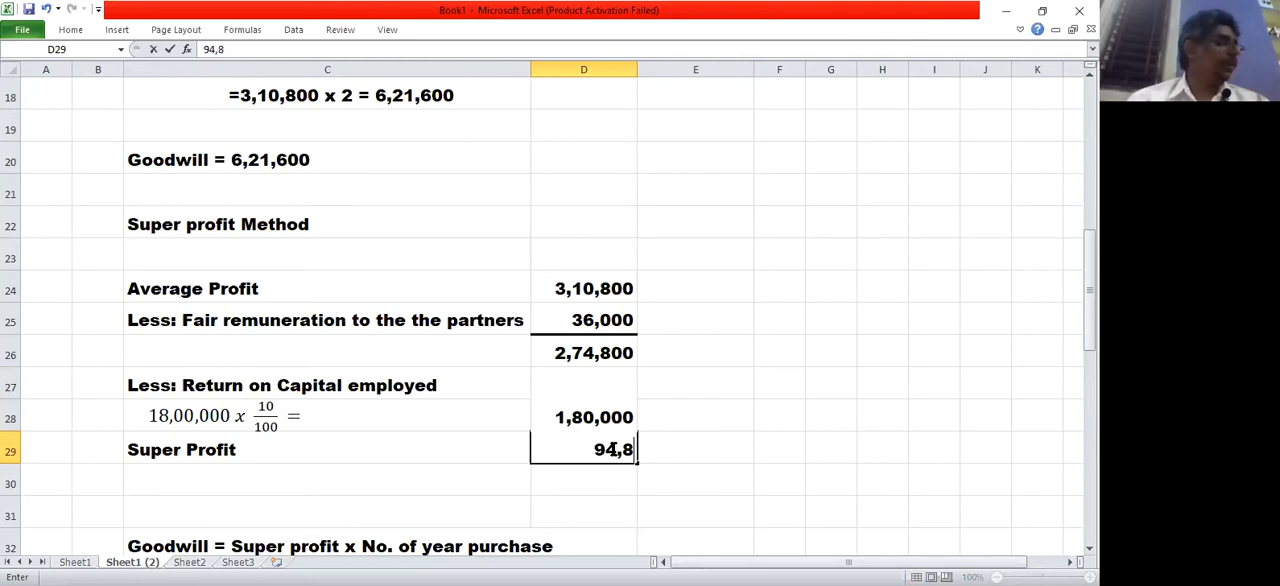 Book1 - Microsoft Excel (Product Activation Failed)
File Home Insert Page Layout Formulas Data Review View
D29 fx 94,8
A B C D E F G H I J K
18 =3,10,800 x 2 = 6,21,600
19
20 Goodwill = 6,21,600
21
22 Super profit Method
23
24 Average Profit 3,10,800
25 Less: Fair remuneration to the the partners 36,000
26 2,74,800
27 Less: Return on Capital employed
28 18,00,000 x 10/100 = 1,80,000
29 Super Profit 94,8
30
31
32 Goodwill = Super profit x No. of year purchase
Sheet1 Sheet1 (2) Sheet2 Sheet3
Enter 100%